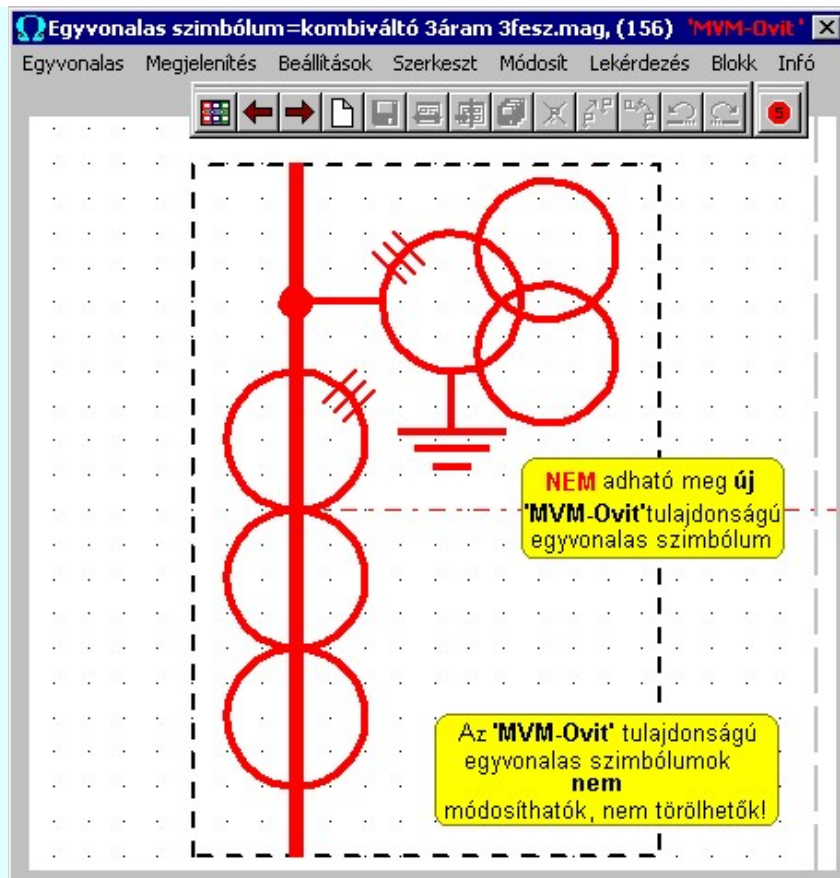 Egyvonalas szimbólum=kombiváltó 3áram 3fesz.mag, (156) 'MVM-Ovit '
Egyvonalas Megjelenítés Beállítások Szerkeszt Módosít Lekérdezés Blokk Infó
NEM adható meg új
'MVM-Ovit'tulajdonságú
egyvonalas szimbólum
Az 'MVM-Ovit' tulajdonságú
egyvonalas szimbólumok
nem
módosíthatók, nem törölhetők!